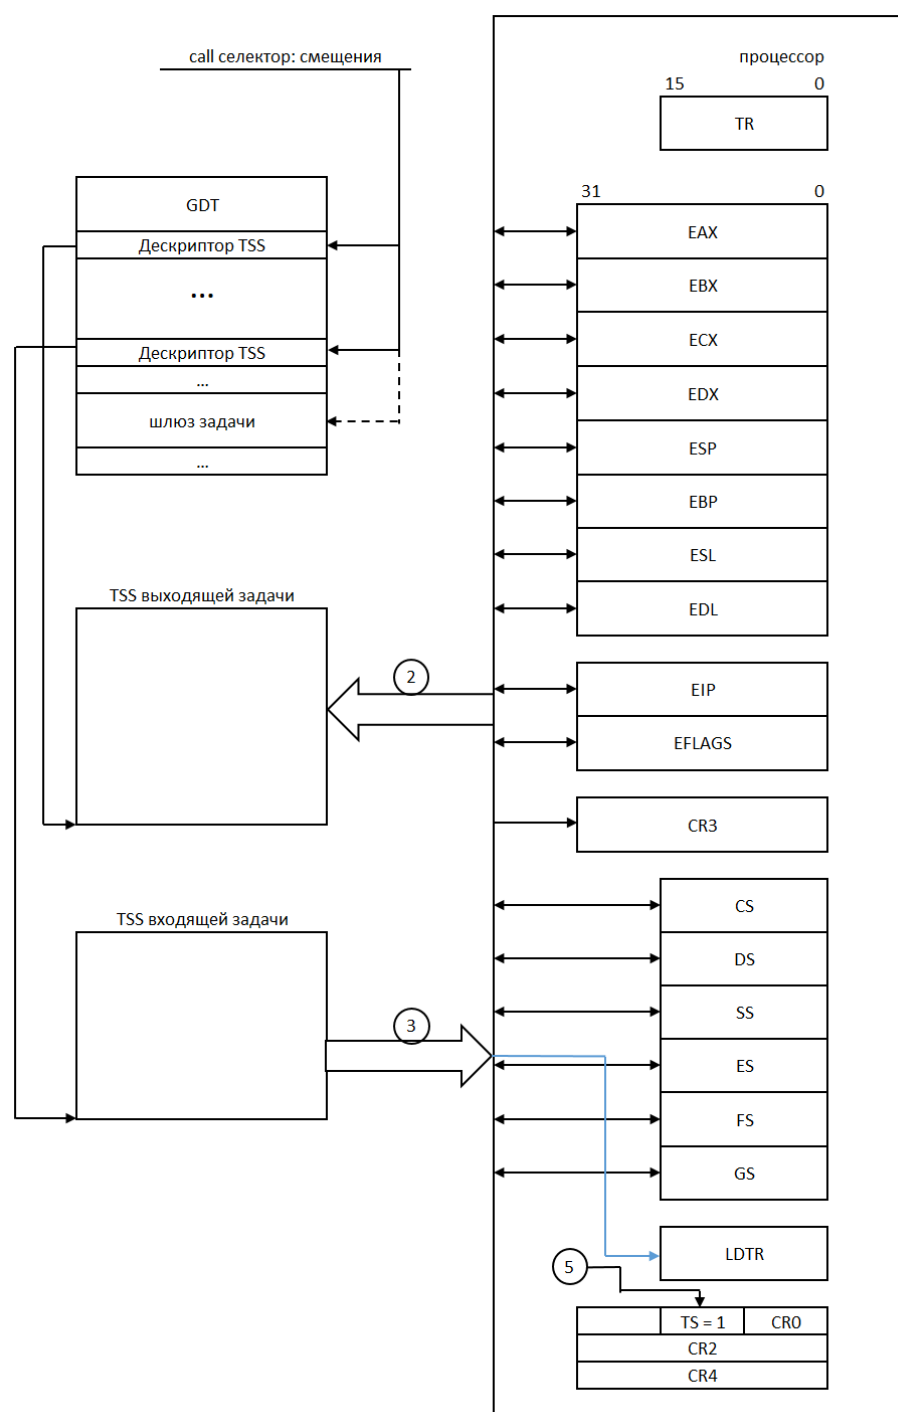 call селектор: смещения
процессор
15 0
TR
GDT
Дескриптор TSS
...
Дескриптор TSS
...
шлюз задачи
...
31 0
EAX
EBX
ECX
EDX
ESP
EBP
ESL
EDL
TSS выходящей задачи
2
EIP
EFLAGS
CR3
TSS входящей задачи
3
CS
DS
SS
ES
FS
GS
LDTR
5
TS = 1 CR0
CR2
CR4